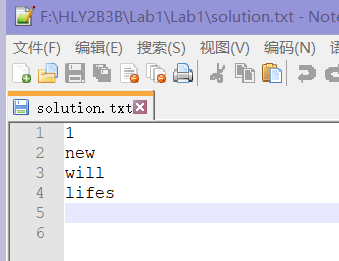 F:\HLY2B3B\Lab1\Lab1\solution.txt - Note
文件(F) 编辑(E) 搜索(S) 视图(V) 编码(N)
solution.txt
1 1
2 new
3 will
4 lifes
5
6